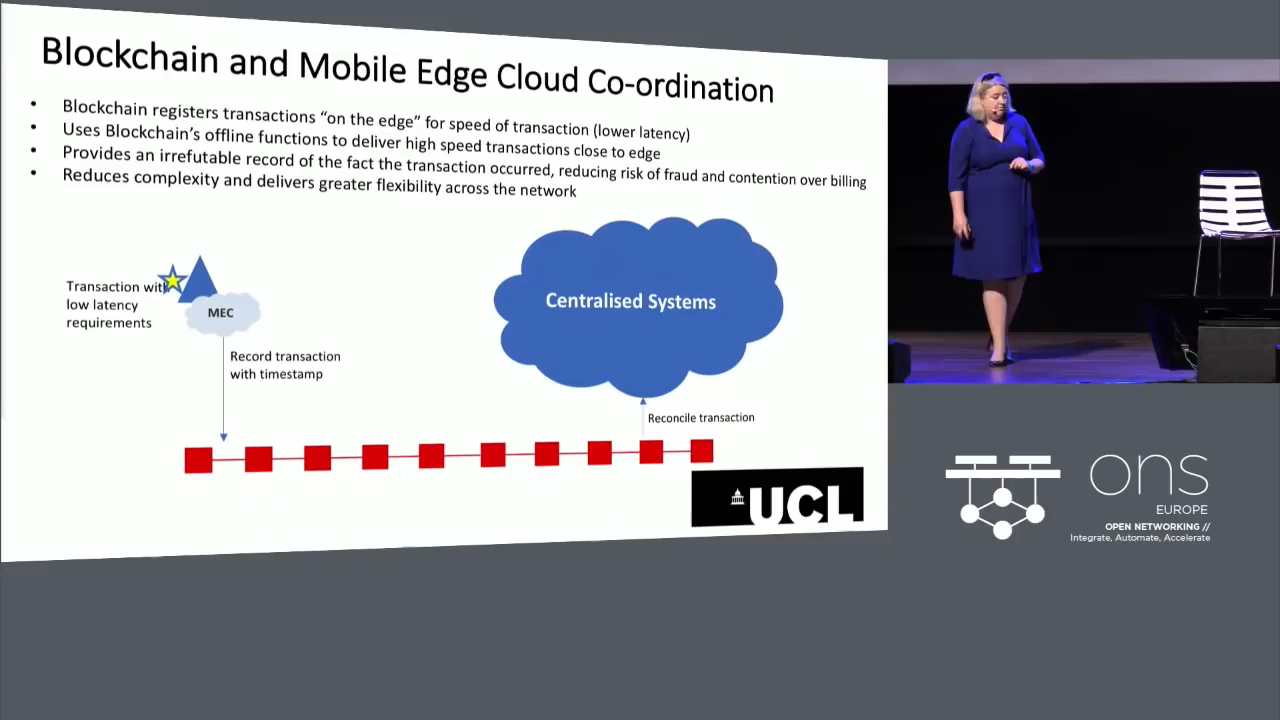 Blockchain and Mobile Edge Cloud Co-ordination
• Blockchain registers transactions “on the edge” for speed of transaction (lower latency)
• Uses Blockchain’s offline functions to deliver high speed transactions close to edge
• Provides an irrefutable record of the fact the transaction occurred, reducing risk of fraud and contention over billing
• Reduces complexity and delivers greater flexibility across the network
Transaction with
low latency
requirements
MEC
Record transaction
with timestamp
Centralised Systems
Reconcile transaction
UCL
ons
EUROPE
OPEN NETWORKING //
Integrate, Automate, Accelerate